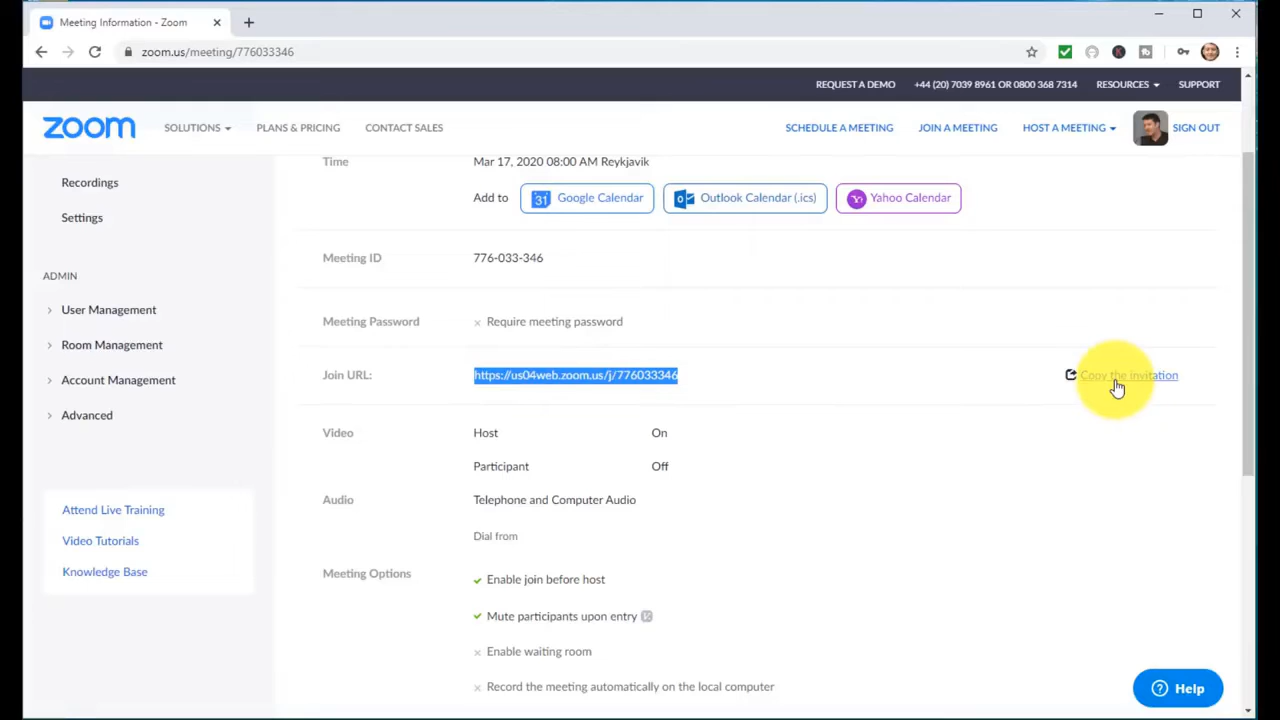 Meeting Information - Zoom
zoom.us/meeting/776033346
REQUEST A DEMO +44 (20) 7039 8961 OR 0800 368 7314 RESOURCES SUPPORT
zoom SOLUTIONS PLANS & PRICING CONTACT SALES SCHEDULE A MEETING JOIN A MEETING HOST A MEETING SIGN OUT
Time Mar 17, 2020 08:00 AM Reykjavik
Recordings
Add to 31 Google Calendar Outlook Calendar (.ics) Yahoo Calendar
Settings
Meeting ID 776-033-346
ADMIN
User Management
Meeting Password Require meeting password
Room Management
Join URL: https://us04web.zoom.us/j/776033346 Copy the invitation
Account Management
Advanced
Video Host On
Participant Off
Audio Telephone and Computer Audio
Attend Live Training
Dial from
Video Tutorials
Knowledge Base
Meeting Options Enable join before host
Mute participants upon entry
Enable waiting room
Record the meeting automatically on the local computer
Help